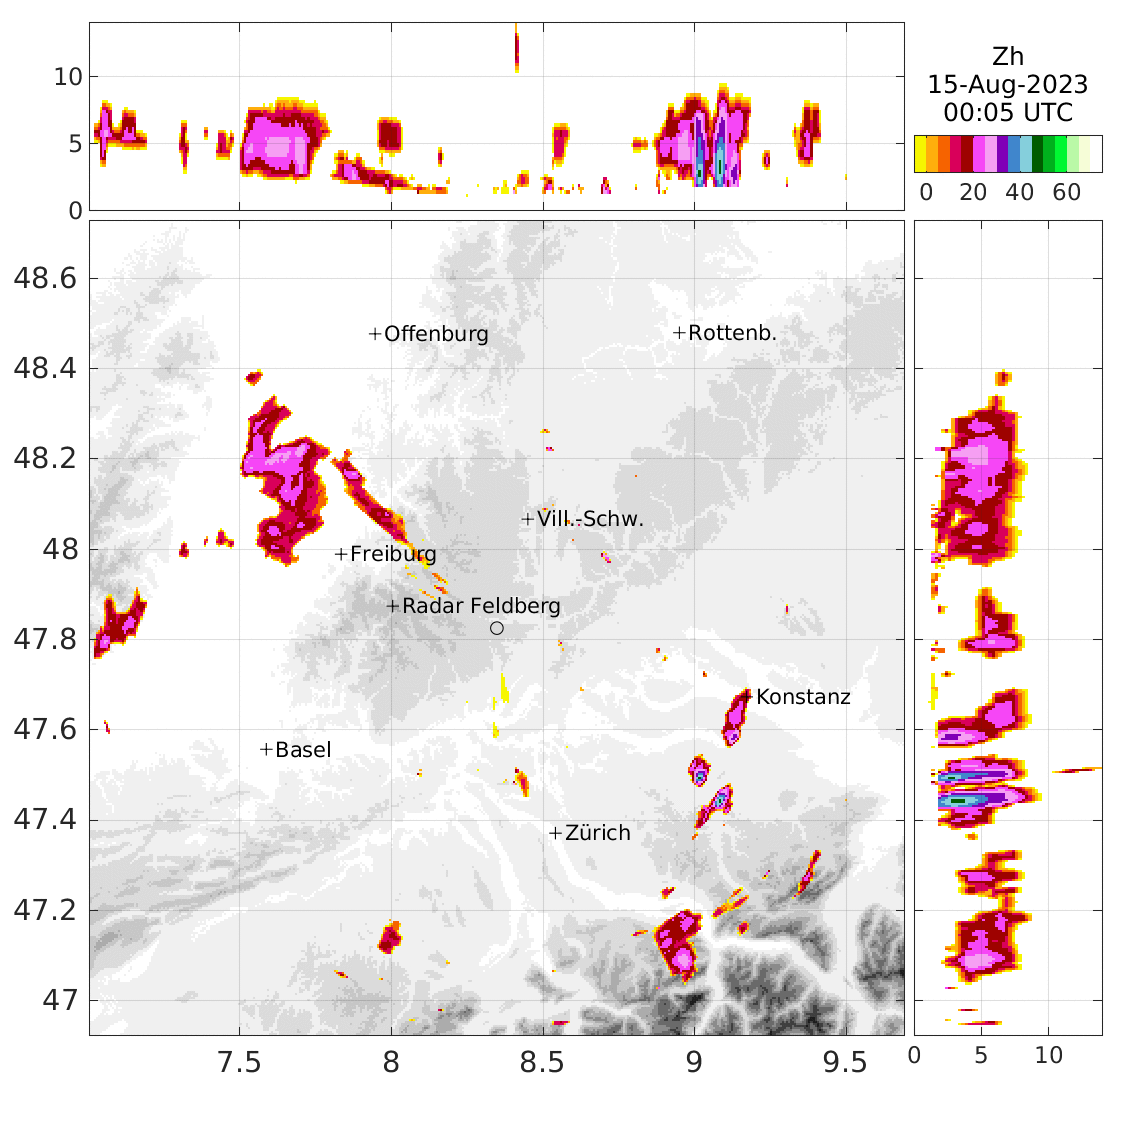 10
5
0
Zh
15-Aug-2023
00:05 UTC
0 20 40 60
48.6
48.4
48.2
48
47.8
47.6
47.4
47.2
47
Offenburg
Rottenb.
Vill.-Schw.
Freiburg
Radar Feldberg
Konstanz
Basel
Zürich
7.5 8 8.5 9 9.5
0 5 10